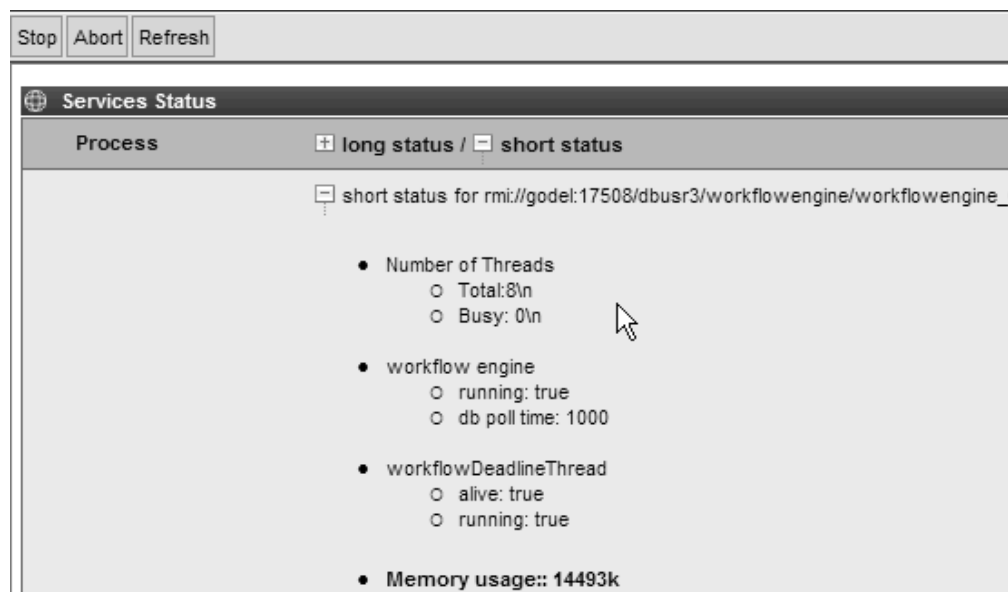 Stop Abort Refresh
Services Status
Process long status / short status
short status for rmi://godel:17508/dbusr3/workflowengine/workflowengine_
Number of Threads
Total:8\n
Busy: 0\n
workflow engine
running: true
db poll time: 1000
workflowDeadlineThread
alive: true
running: true
Memory usage:: 14493k